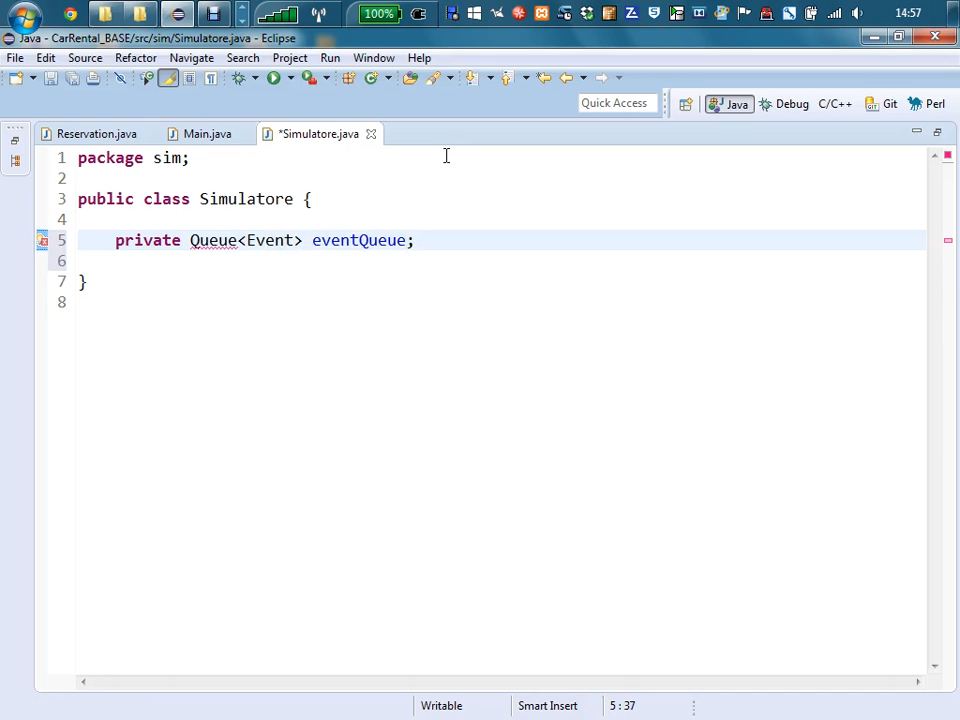 100%
14:57
Java - CarRental_BASE/src/sim/Simulatore.java - Eclipse
File Edit Source Refactor Navigate Search Project Run Window Help
Quick Access Java Debug C/C++ Git Perl
Reservation.java Main.java *Simulatore.java
1 package sim;
2
3 public class Simulatore {
4
5 private Queue<Event> eventQueue;
6
7 }
8
Writable Smart Insert 5 : 37